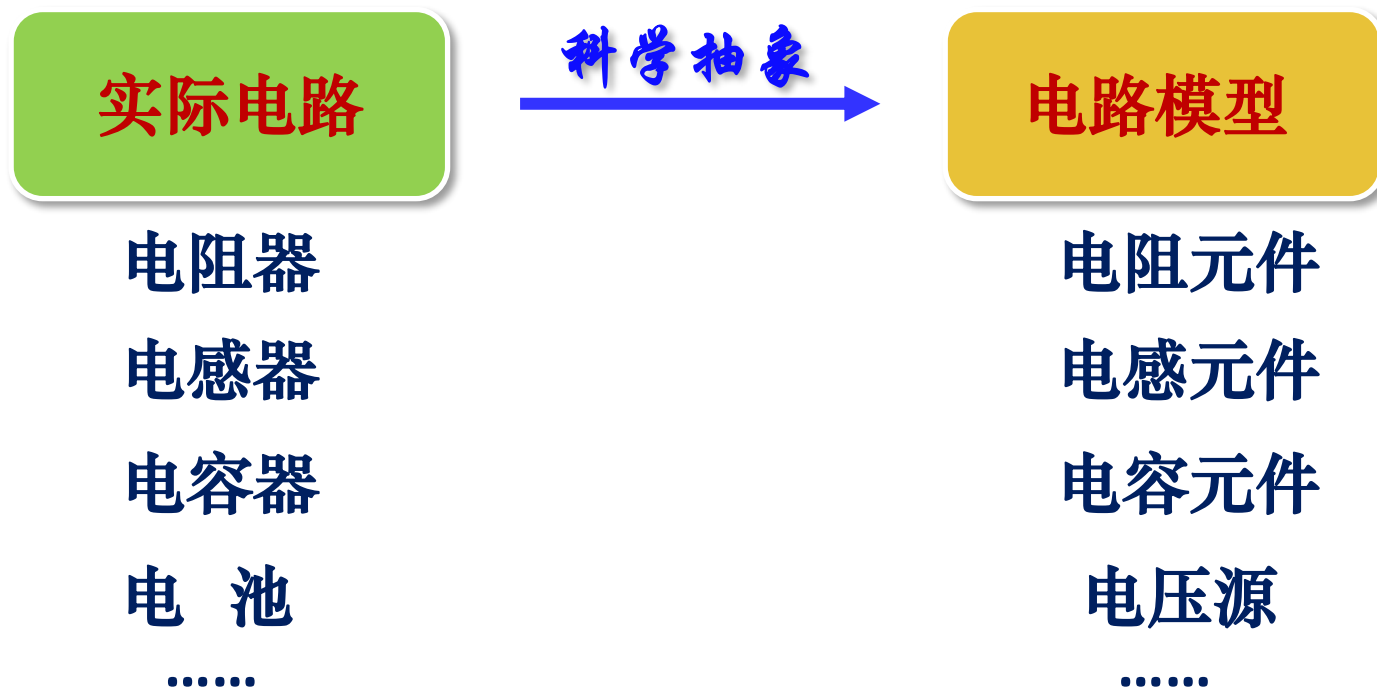 实际电路 科学抽象 电路模型
电阻器 电阻元件
电感器 电感元件
电容器 电容元件
电 池 电压源
…… ……